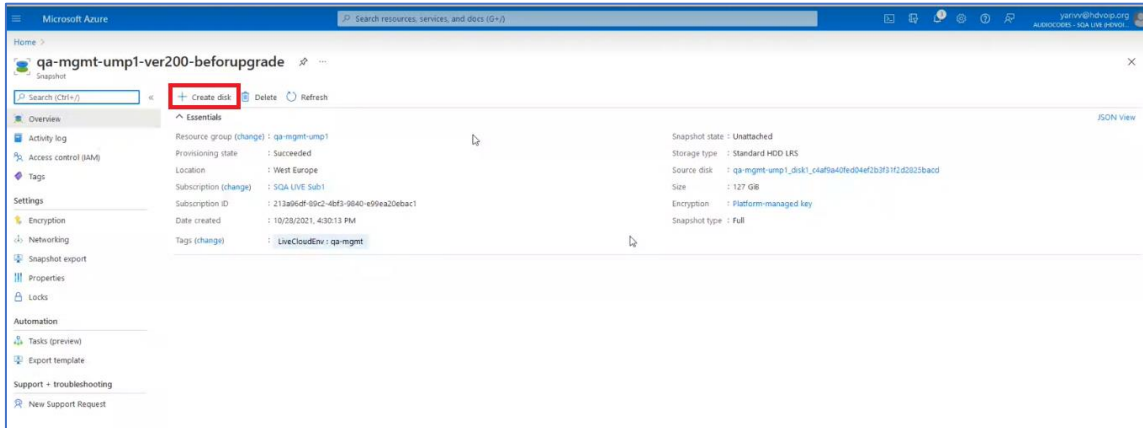 Microsoft Azure
Search resources, services, and docs (G+/)
yarivv@hdvoip.org
AUDIOCODES - SQA LIVE (HDVOI...
Home >
qa-mgmt-ump1-ver200-beforupgrade
Snapshot
Search (Ctrl+/)
+ Create disk Delete Refresh
Overview
Activity log
Access control (IAM)
Tags
Settings
Encryption
Networking
Snapshot export
Properties
Locks
Automation
Tasks (preview)
Export template
Support + troubleshooting
New Support Request
Essentials
JSON View
Resource group (change) : qa-mgmt-ump1
Provisioning state : Succeeded
Location : West Europe
Subscription (change) : SQA LIVE Sub1
Subscription ID : 213a96df-89c2-4bf3-9840-e99ea20ebac1
Date created : 10/28/2021, 4:30:13 PM
Tags (change) : LiveCloudEnv : qa-mgmt
Snapshot state : Unattached
Storage type : Standard HDD LRS
Source disk : qa-mgmt-ump1_disk1_c4af9a40fed04ef2b3f31f2d2825bacd
Size : 127 GiB
Encryption : Platform-managed key
Snapshot type : Full